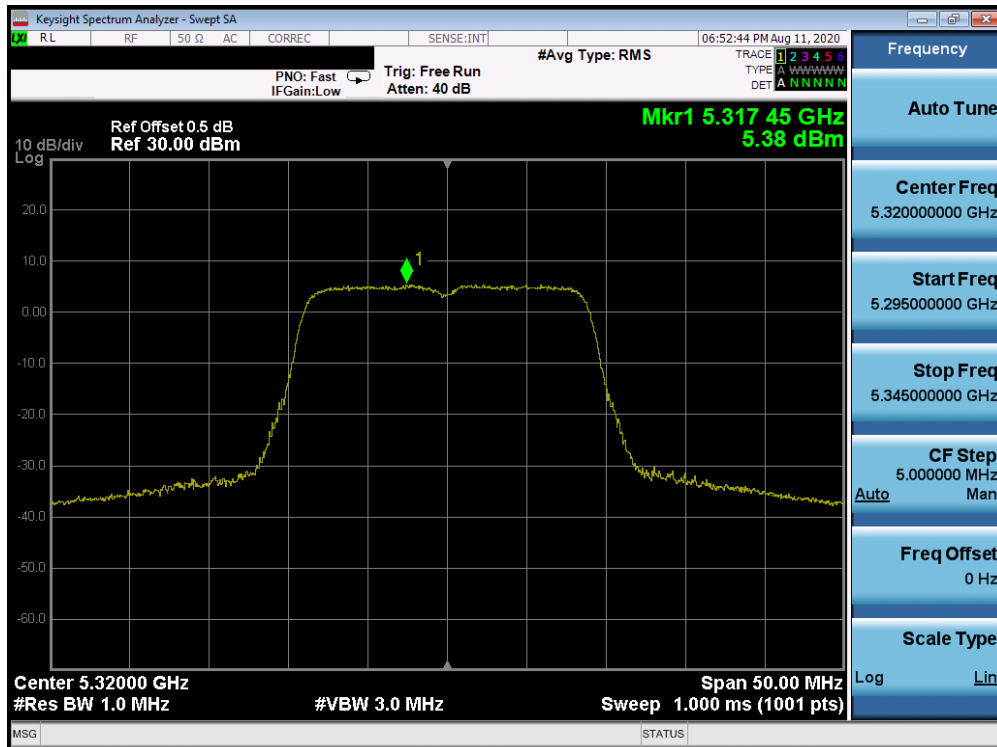 Keysight Spectrum Analyzer - Swept SA
LXI RL RF 50 Ω AC CORREC SENSE:INT 06:52:44 PM Aug 11, 2020
#Avg Type: RMS TRACE 1 2 3 4 5 6
PNO: Fast Trig: Free Run TYPE A WWWWW
IFGain:Low Atten: 40 dB DET A N N N N N
Mkr1 5.317 45 GHz
5.38 dBm
Ref Offset 0.5 dB
10 dB/div Ref 30.00 dBm
Log
1
20.0
10.0
0.00
-10.0
-20.0
-30.0
-40.0
-50.0
-60.0
Center 5.32000 GHz Span 50.00 MHz
#Res BW 1.0 MHz #VBW 3.0 MHz Sweep 1.000 ms (1001 pts)
MSG STATUS
Frequency
Auto Tune
Center Freq
5.320000000 GHz
Start Freq
5.295000000 GHz
Stop Freq
5.345000000 GHz
CF Step
5.000000 MHz
Auto Man
Freq Offset
0 Hz
Scale Type
Log Lin